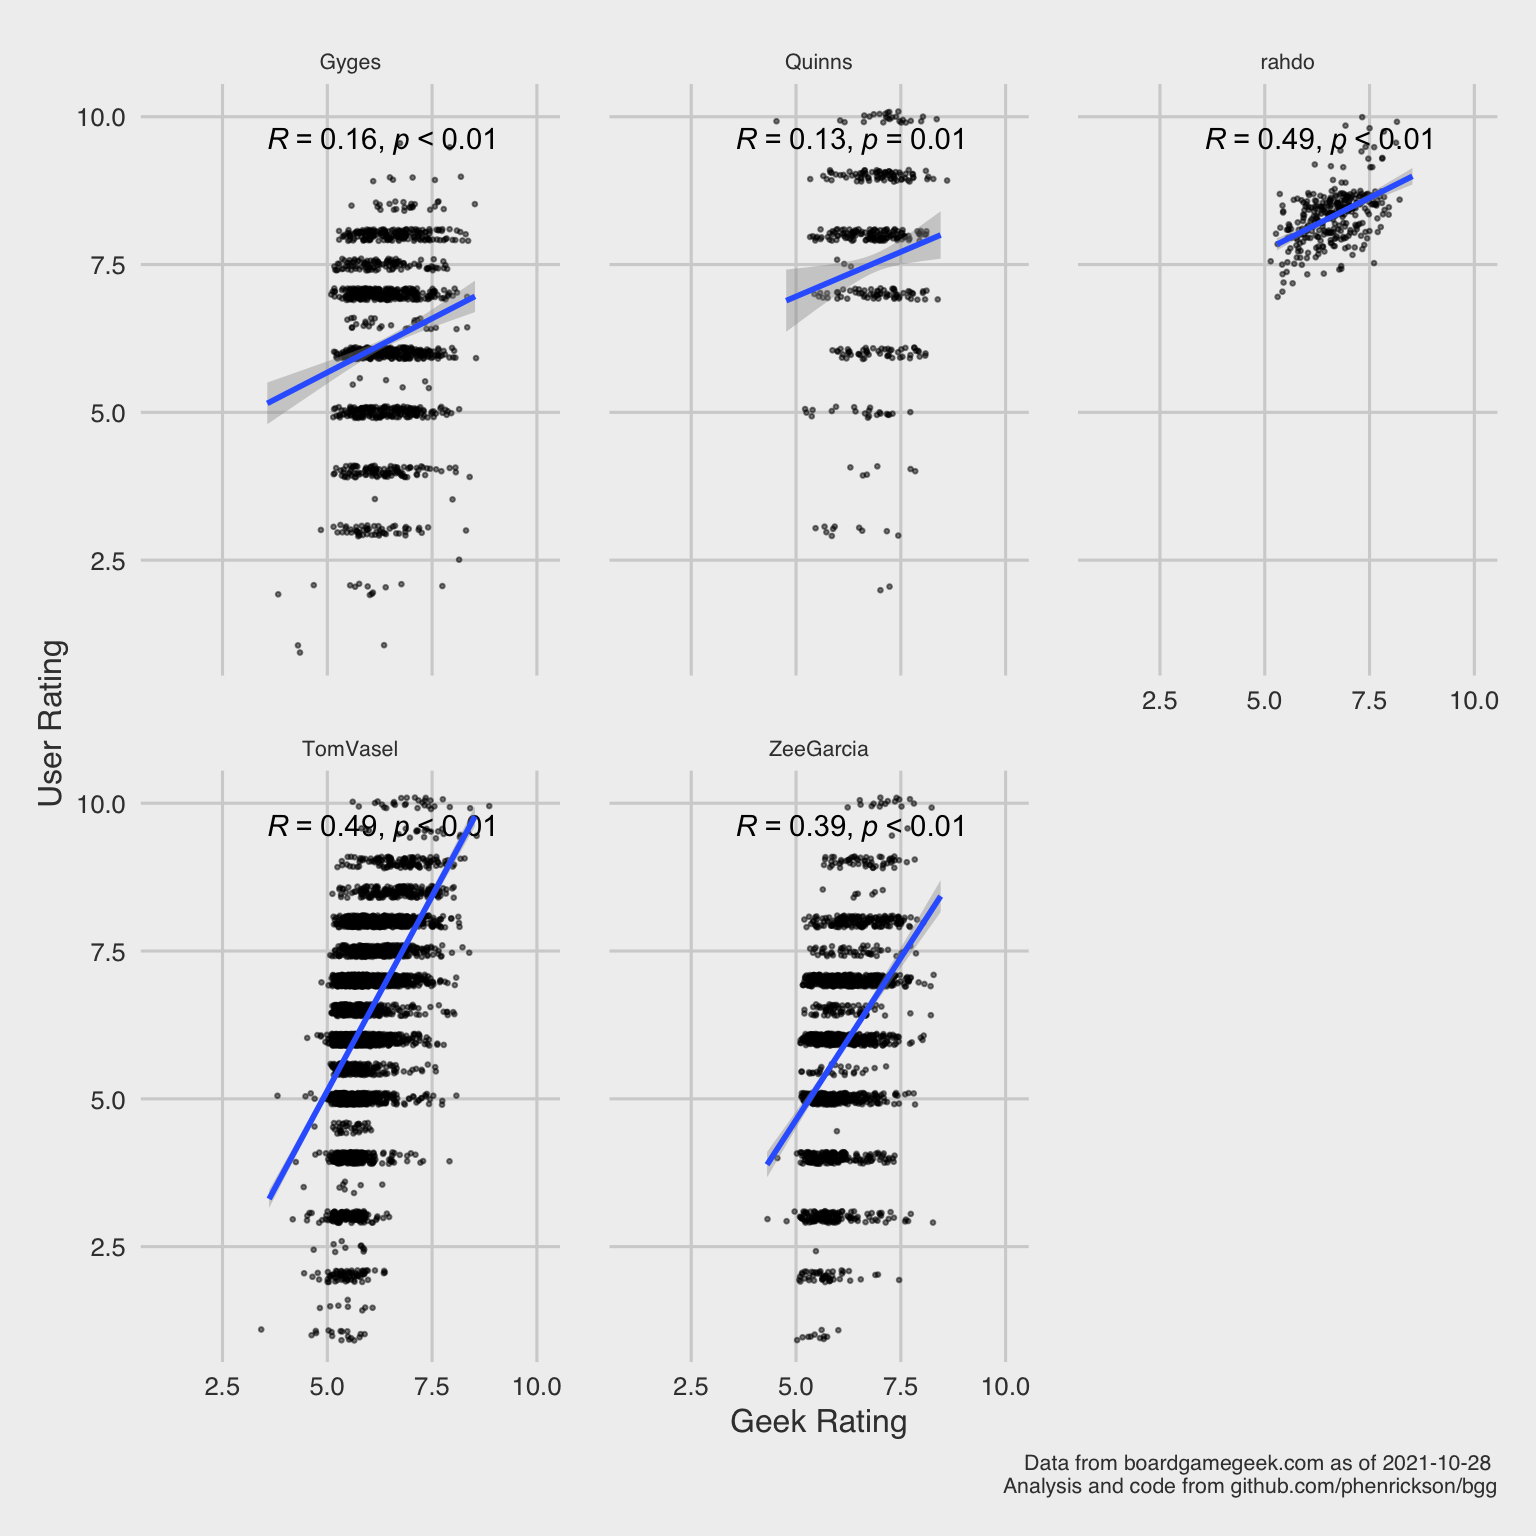 Gyges
Quinns
rahdo
10.0
7.5
5.0
2.5
R = 0.16, p < 0.01
R = 0.13, p = 0.01
R = 0.49, p < 0.01
2.5 5.0 7.5 10.0
User Rating
TomVasel
ZeeGarcia
10.0
7.5
5.0
2.5
R = 0.49, p < 0.01
R = 0.39, p < 0.01
2.5 5.0 7.5 10.0
2.5 5.0 7.5 10.0
Geek Rating
Data from boardgamegeek.com as of 2021-10-28
Analysis and code from github.com/phenrickson/bgg